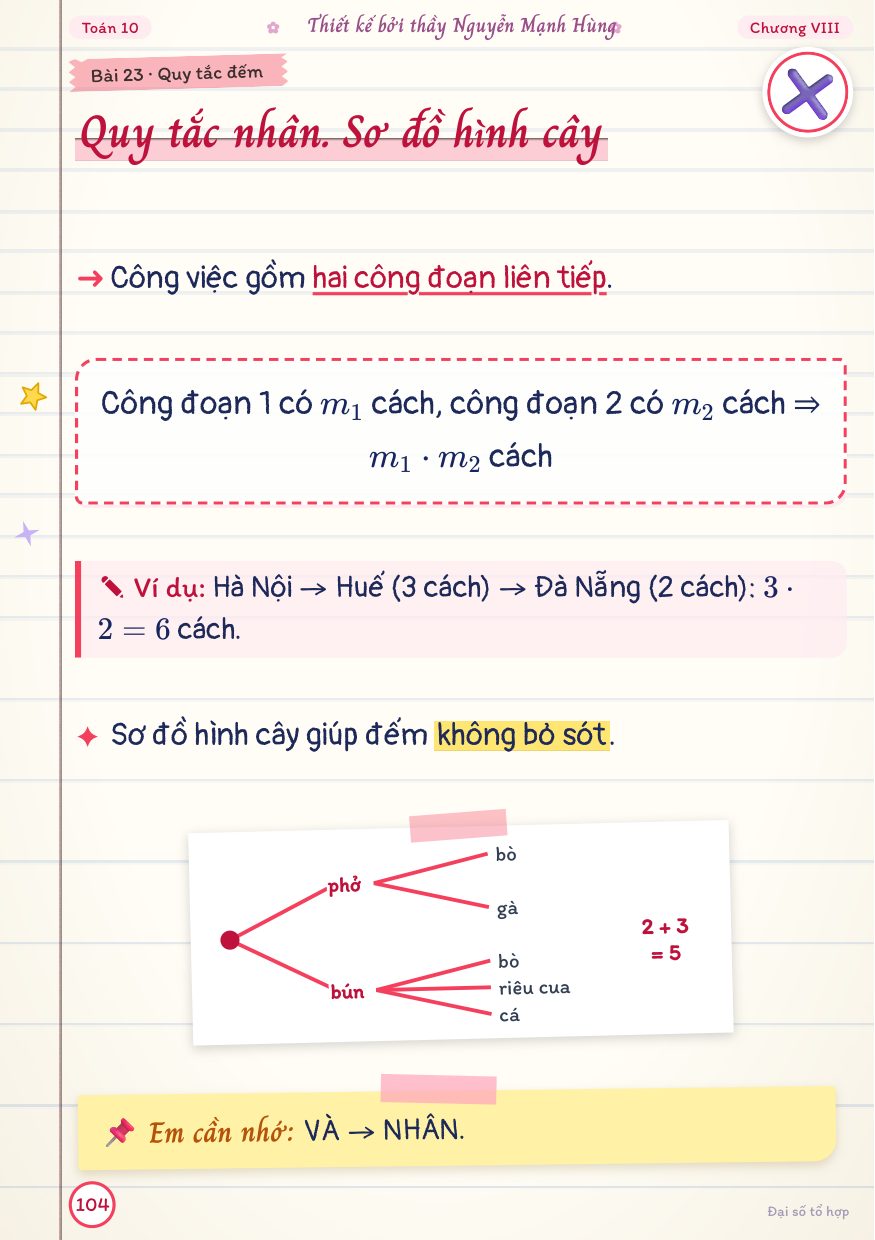 Toán 10
Thiết kế bởi thầy Nguyễn Mạnh Hùng
Chương VIII
Bài 23 · Quy tắc đếm
Quy tắc nhân. Sơ đồ hình cây
→ Công việc gồm hai công đoạn liên tiếp.
Công đoạn 1 có m₁ cách, công đoạn 2 có m₂ cách ⇒
m₁ · m₂ cách
Ví dụ: Hà Nội → Huế (3 cách) → Đà Nẵng (2 cách): 3 ·
2 = 6 cách.
Sơ đồ hình cây giúp đếm không bỏ sót.
phở
bò
gà
bún
bò
riêu cua
cá
2 + 3
= 5
Em cần nhớ: VÀ → NHÂN.
104
Đại số tổ hợp